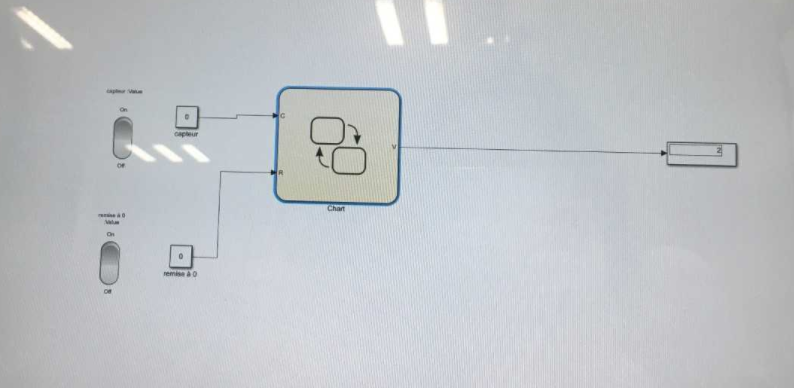 capteur :Value
On
Off
0
capteur
C
R
V
Chart
2
remise à 0
:Value
On
Off
0
remise à 0